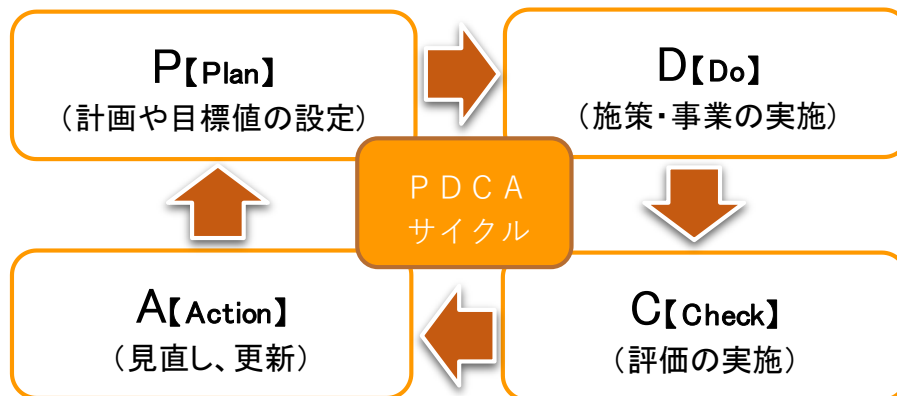 P【Plan】
（計画や目標値の設定）
D【Do】
（施策・事業の実施）
PDCA
サイクル
A【Action】
（見直し、更新）
C【Check】
（評価の実施）